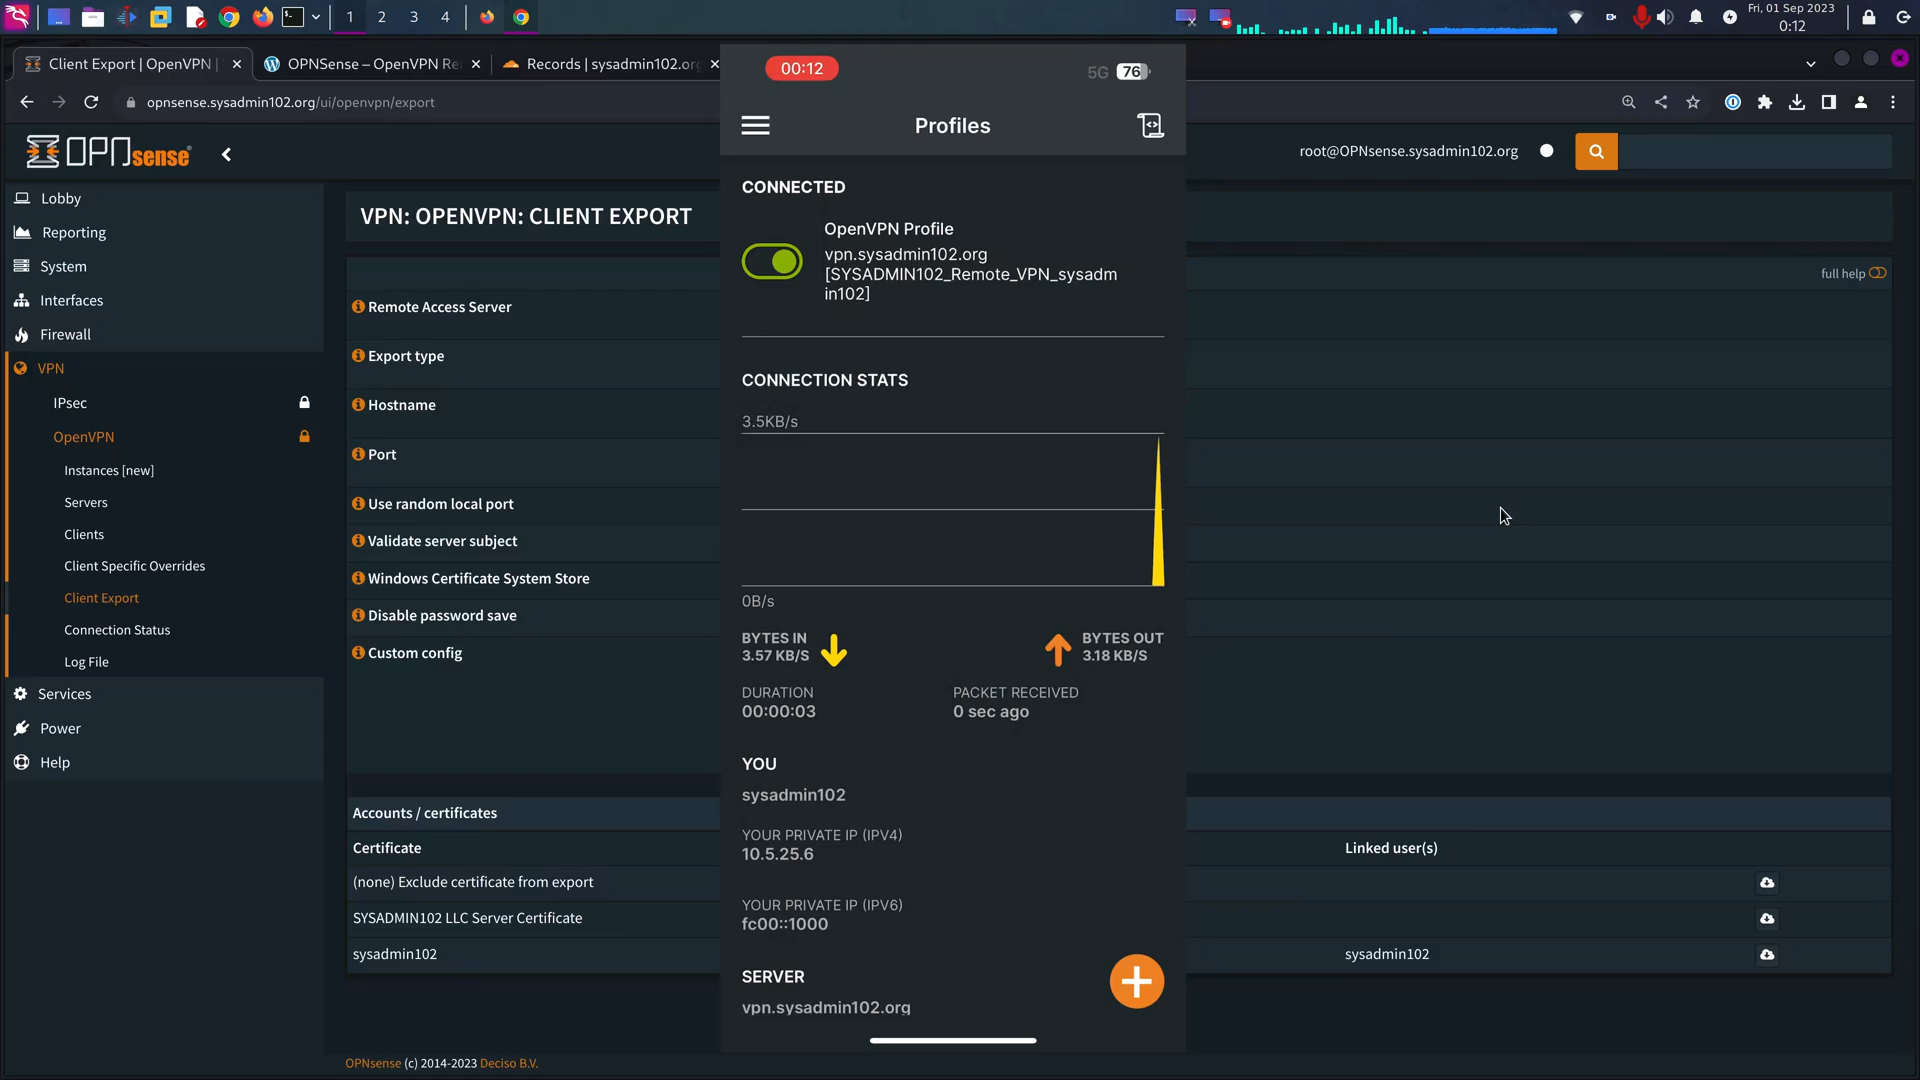 1
2
3
4
Fri, 01 Sep 2023
0:12
Client Export | OpenVPN |
OPNSense – OpenVPN Re
Records | sysadmin102.or
opnsense.sysadmin102.org/ui/openvpn/export
OPNsense
root@OPNsense.sysadmin102.org
Lobby
Reporting
System
Interfaces
Firewall
VPN
IPsec
OpenVPN
Instances [new]
Servers
Clients
Client Specific Overrides
Client Export
Connection Status
Log File
Services
Power
Help
VPN: OPENVPN: CLIENT EXPORT
full help
Remote Access Server
Export type
Hostname
Port
Use random local port
Validate server subject
Windows Certificate System Store
Disable password save
Custom config
Accounts / certificates
Certificate
Linked user(s)
(none) Exclude certificate from export
SYSADMIN102 LLC Server Certificate
sysadmin102
sysadmin102
OPNsense (c) 2014-2023 Deciso B.V.
00:12
5G 76
Profiles
CONNECTED
OpenVPN Profile
vpn.sysadmin102.org
[SYSADMIN102_Remote_VPN_sysadm
in102]
CONNECTION STATS
3.5KB/s
0B/s
BYTES IN
3.57 KB/S
BYTES OUT
3.18 KB/S
DURATION
00:00:03
PACKET RECEIVED
0 sec ago
YOU
sysadmin102
YOUR PRIVATE IP (IPV4)
10.5.25.6
YOUR PRIVATE IP (IPV6)
fc00::1000
SERVER
vpn.sysadmin102.org